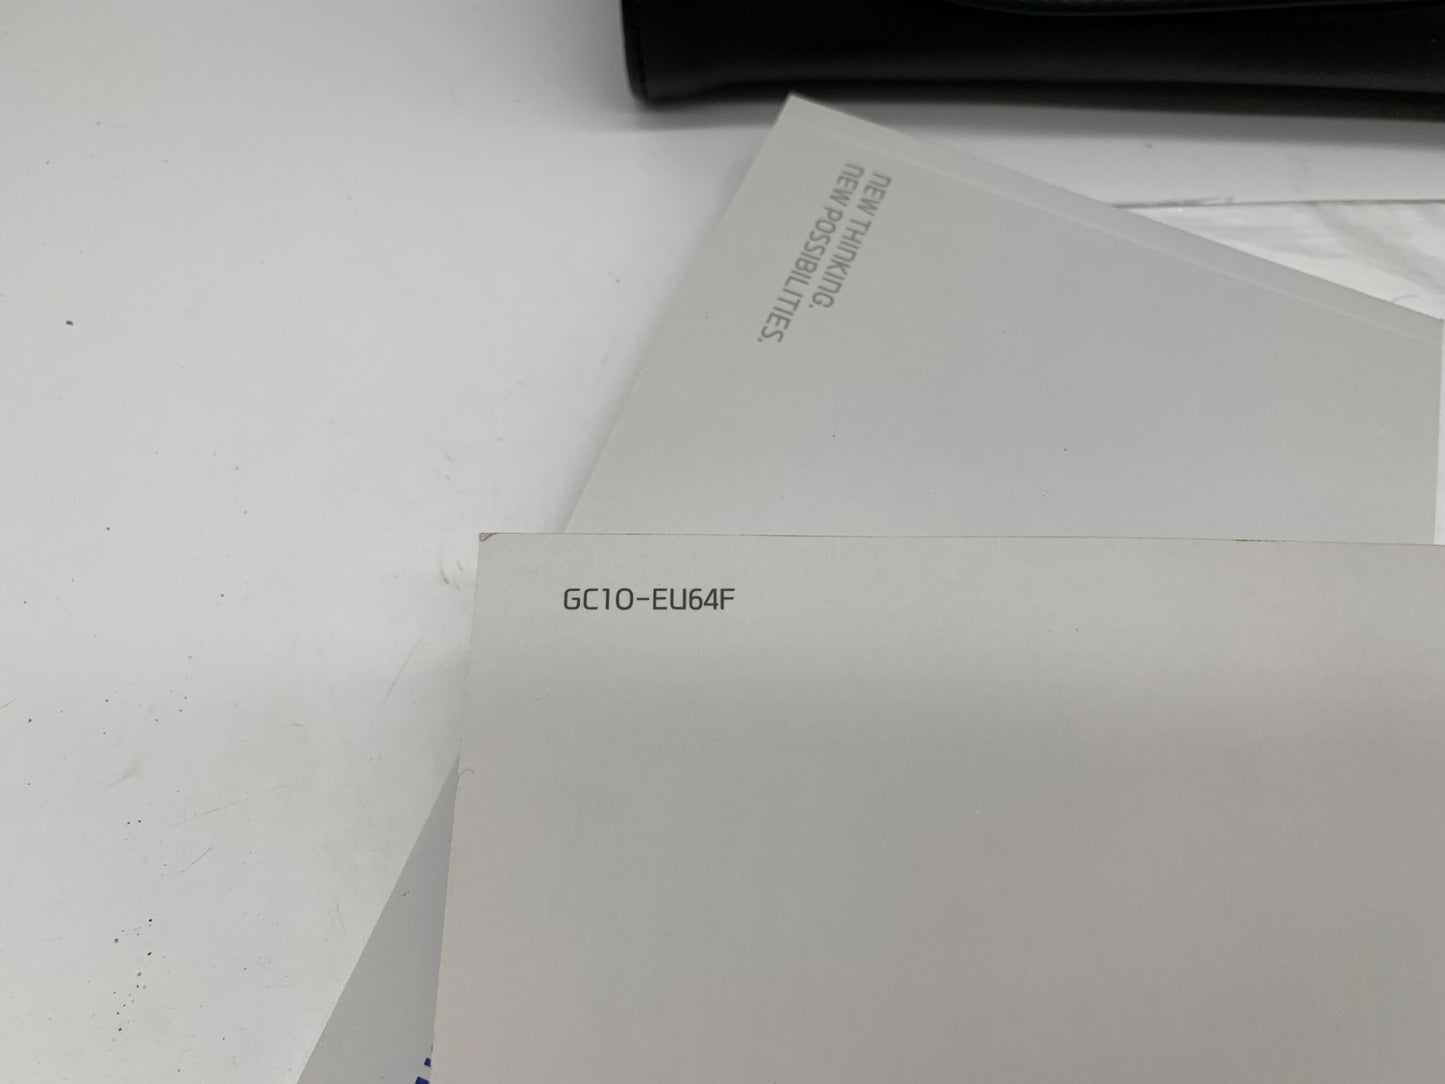 NEW THINKING.
NEW POSSIBILITIES.
GC10-EU64F